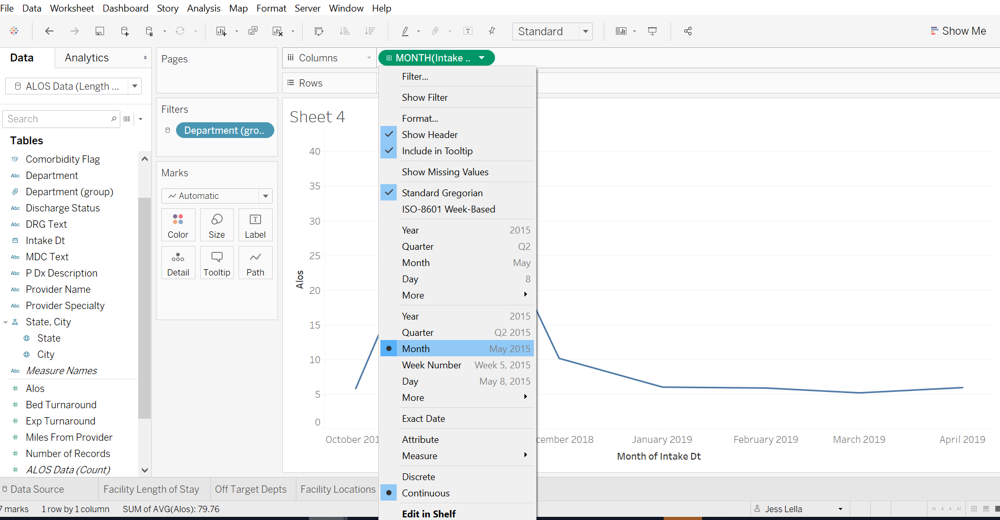 File Data Worksheet Dashboard Story Analysis Map Format Server Window Help
Standard
Show Me
Data Analytics
ALOS Data (Length ...
Search
Tables
T|F Comorbidity Flag
Abc Department
Department (group)
Abc Discharge Status
Abc DRG Text
Intake Dt
Abc MDC Text
Abc P Dx Description
Abc Provider Name
Abc Provider Specialty
State, City
State
City
Abc Measure Names
# Alos
# Bed Turnaround
# Exp Turnaround
# Miles From Provider
# Number of Records
# ALOS Data (Count)
Pages
Filters
Department (gro..
Marks
Automatic
Color Size T Label
Detail Tooltip Path
Columns MONTH(Intake ..
Rows
Sheet 4
Filter...
Show Filter
Format...
Show Header
Include in Tooltip
Show Missing Values
Standard Gregorian
ISO-8601 Week-Based
Year 2015
Quarter Q2
Month May
Day 8
More
Year 2015
Quarter Q2 2015
Month May 2015
Week Number Week 5, 2015
Day May 8, 2015
More
Exact Date
Attribute
Measure
Discrete
Continuous
Edit in Shelf
40
35
30
25
20
15
10
5
0
Alos
October 201 cember 2018 January 2019 February 2019 March 2019 April 2019
Month of Intake Dt
Data Source Facility Length of Stay Off Target Depts Facility Locations
7 marks 1 row by 1 column SUM of AVG(Alos): 79.76
Jess Lella